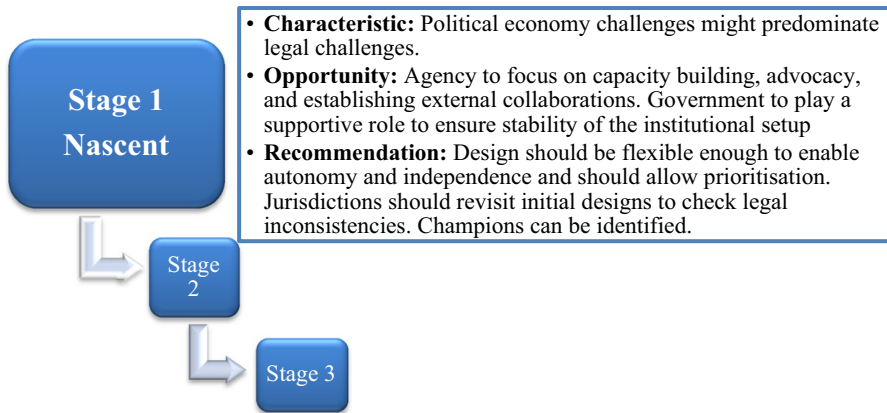 Stage 1
Nascent
• Characteristic: Political economy challenges might predominate
legal challenges.
• Opportunity: Agency to focus on capacity building, advocacy,
and establishing external collaborations. Government to play a
supportive role to ensure stability of the institutional setup
• Recommendation: Design should be flexible enough to enable
autonomy and independence and should allow prioritisation.
Jurisdictions should revisit initial designs to check legal
inconsistencies. Champions can be identified.
Stage
2
Stage 3